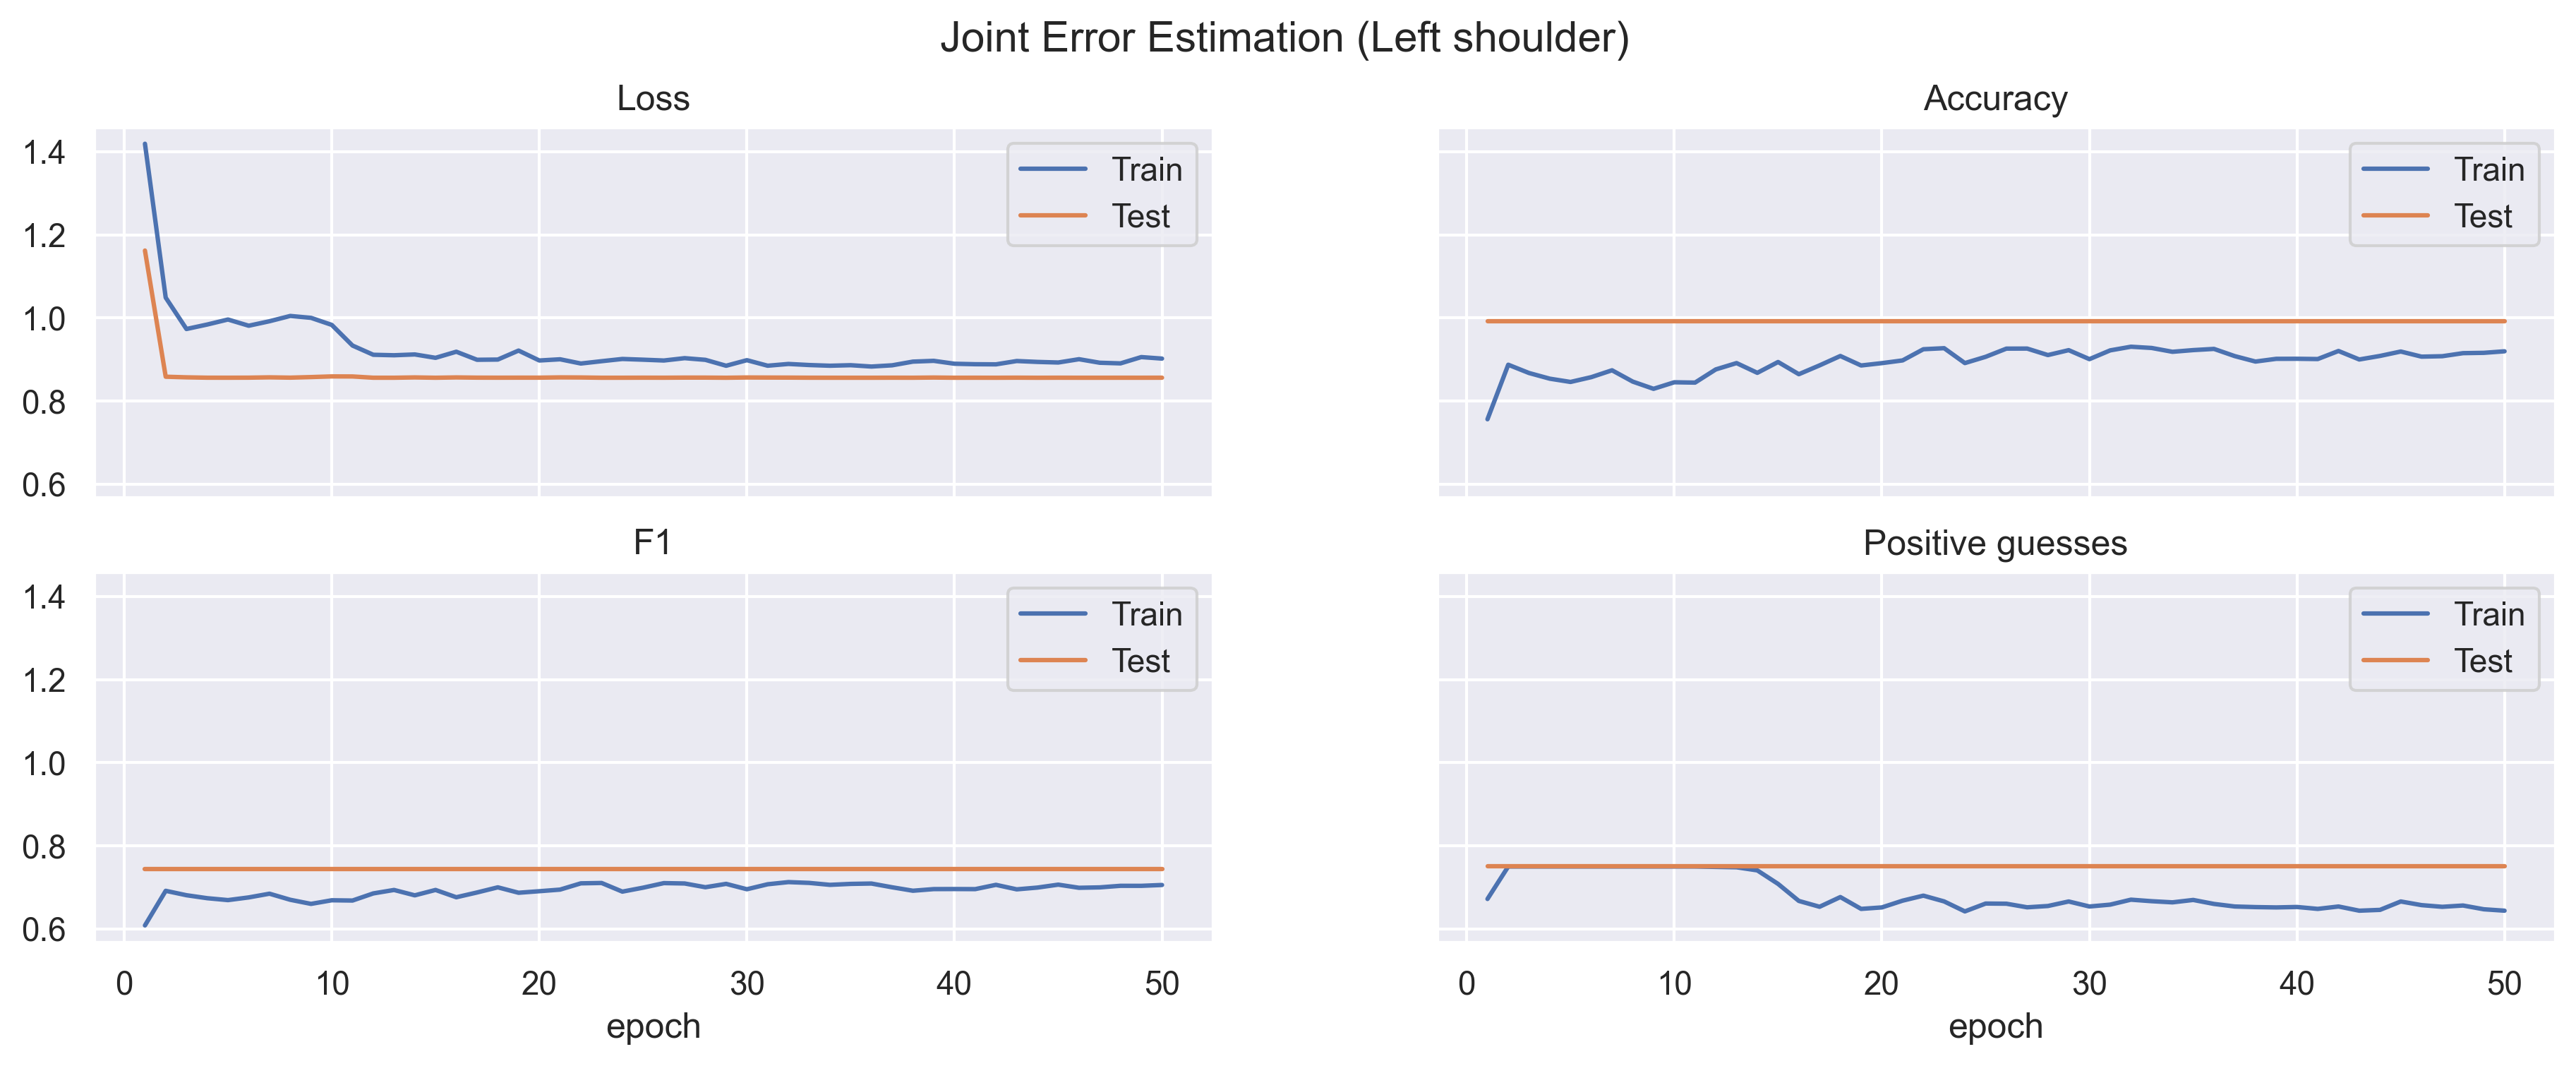 Joint Error Estimation (Left shoulder)
Loss
Accuracy
1.4
1.2
1.0
0.8
0.6
Train
Test
Train
Test
F1
Positive guesses
1.4
1.2
1.0
0.8
0.6
Train
Test
Train
Test
0 10 20 30 40 50
0 10 20 30 40 50
epoch
epoch